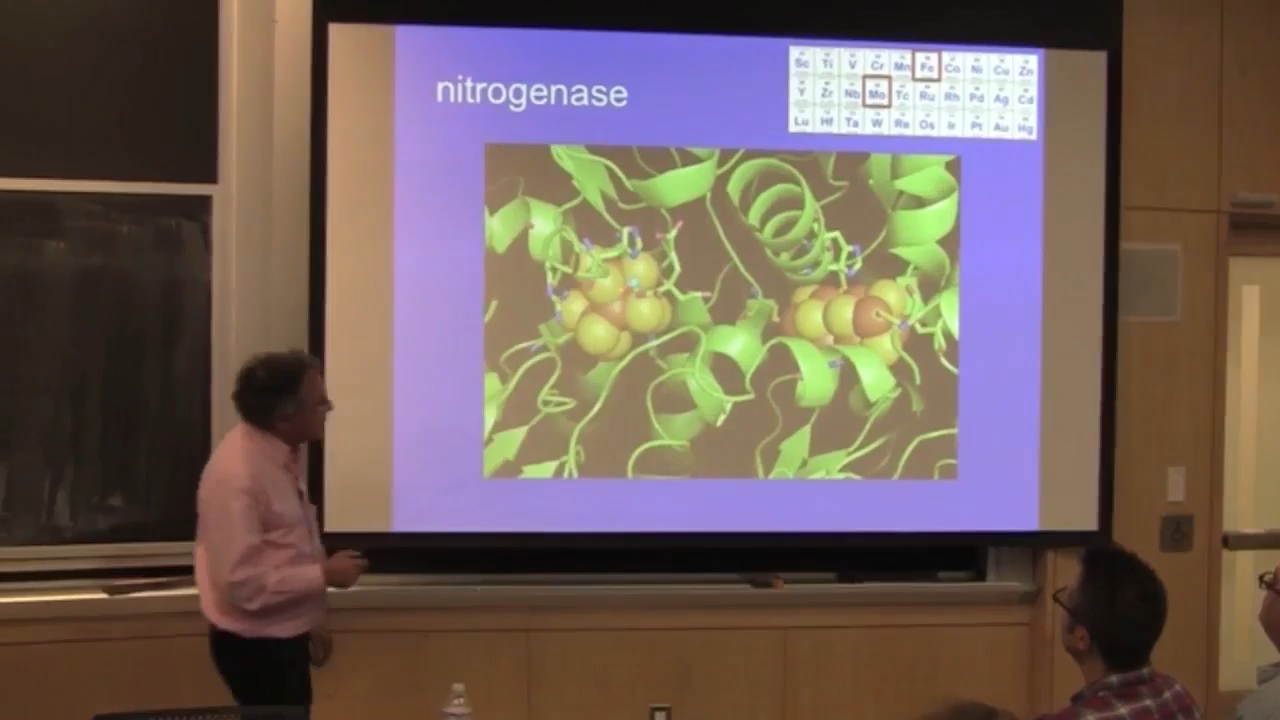 nitrogenase
Sc Ti V Cr Mn Fe Co Ni Cu Zn
Y Zr Nb Mo Tc Ru Rh Pd Ag Cd
Lu Hf Ta W Re Os Ir Pt Au Hg